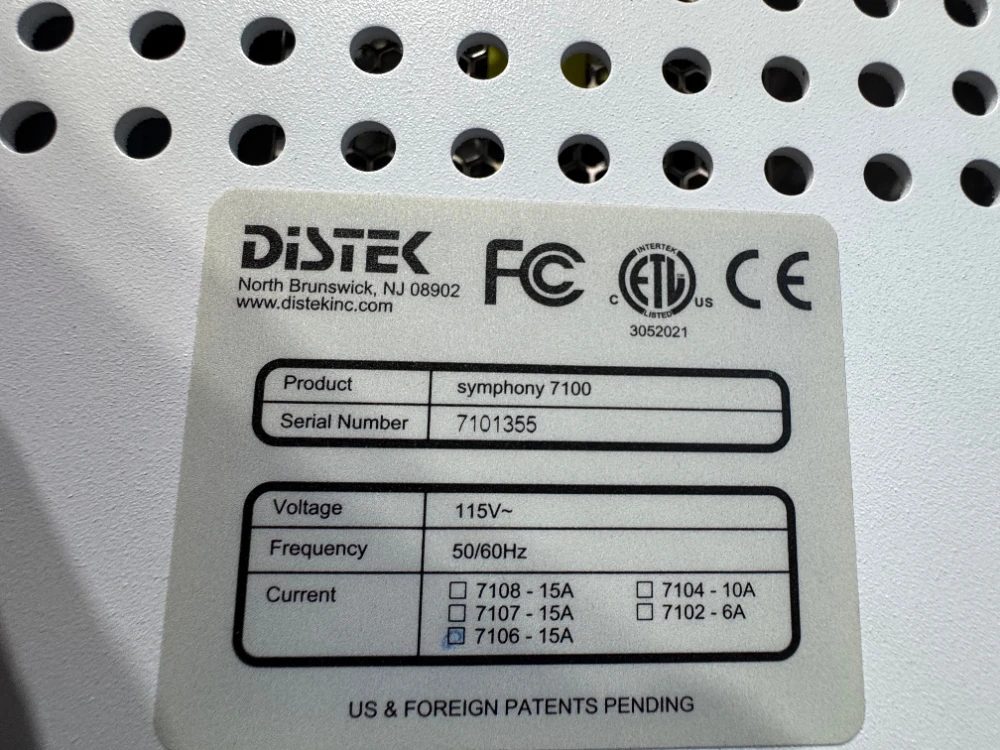 DiSTEK
North Brunswick, NJ 08902
www.distekinc.com
FC
INTERTEK
C ETL US
LISTED
3052021
CE
Product symphony 7100
Serial Number 7101355
Voltage 115V~
Frequency 50/60Hz
Current ☐ 7108 - 15A ☐ 7104 - 10A
☐ 7107 - 15A ☐ 7102 - 6A
☐ 7106 - 15A
US & FOREIGN PATENTS PENDING